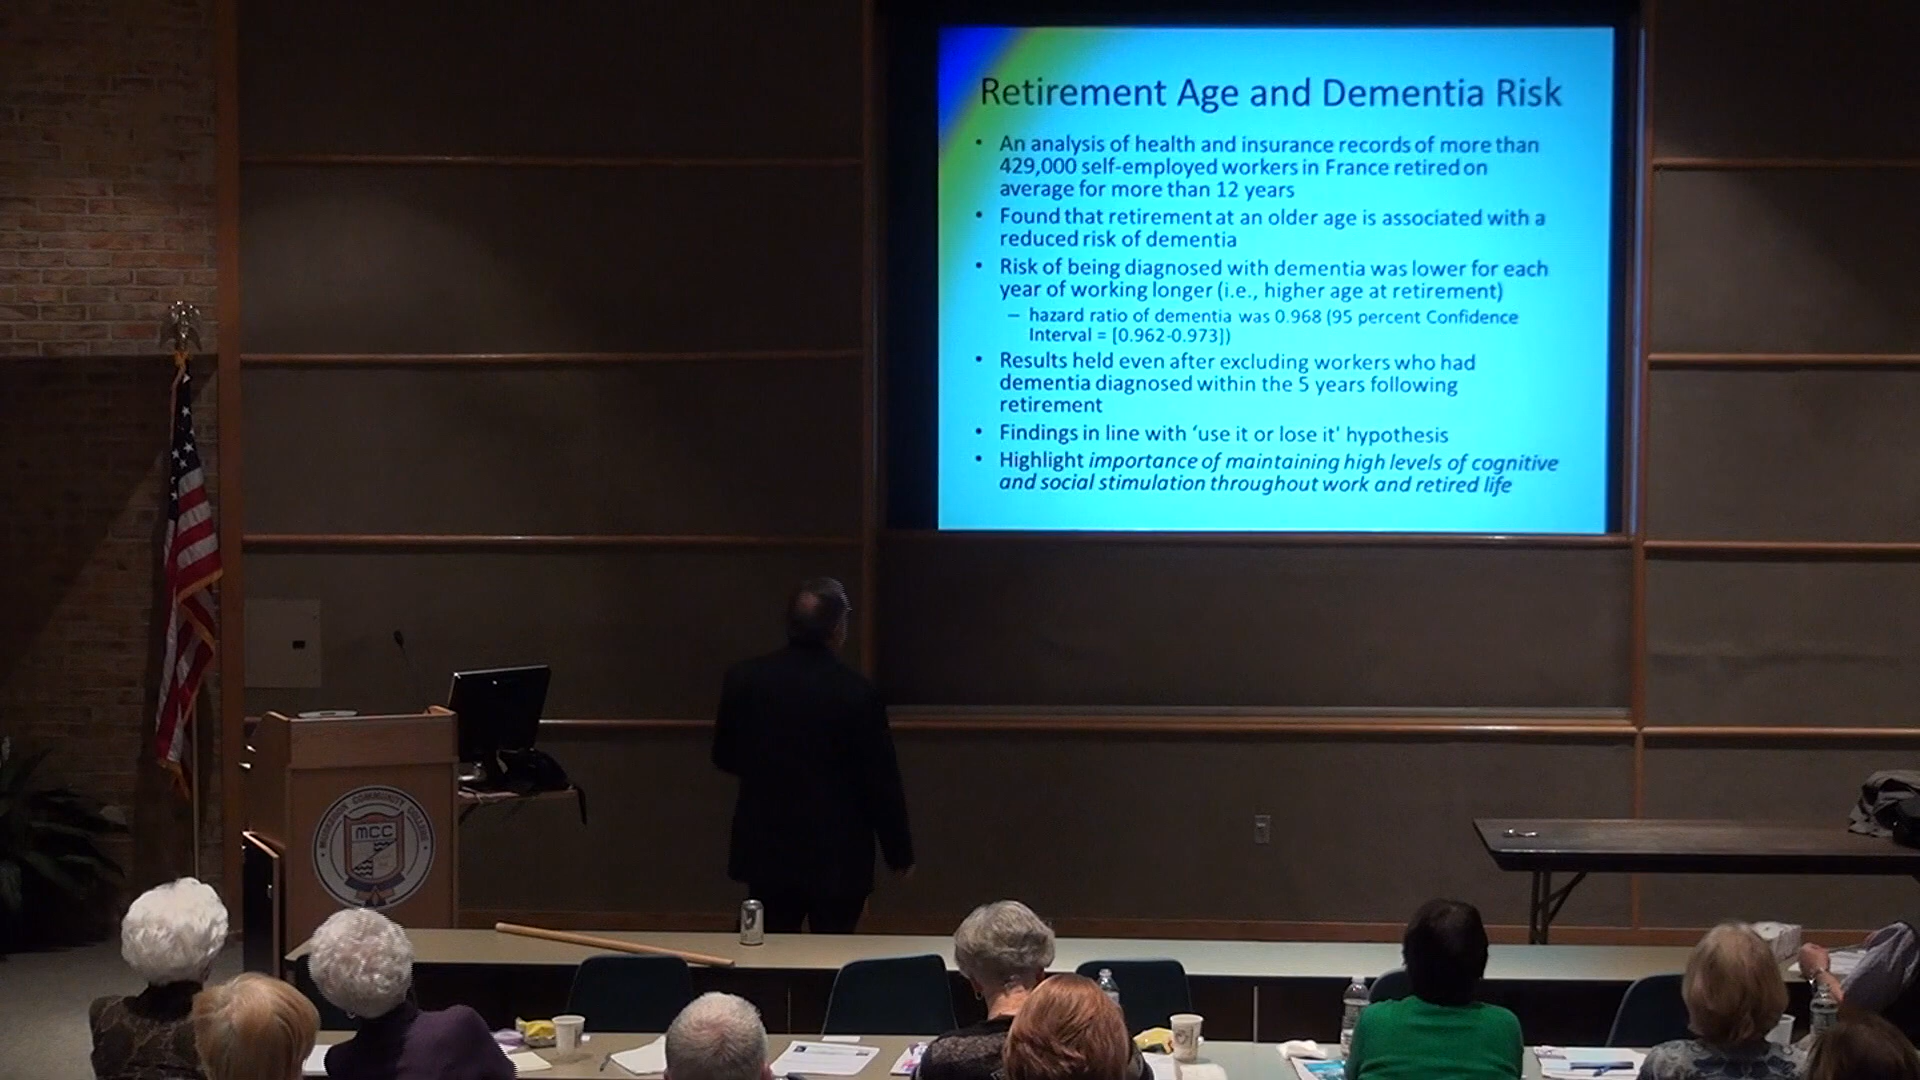 Retirement Age and Dementia Risk
• An analysis of health and insurance records of more than
429,000 self-employed workers in France retired on
average for more than 12 years
• Found that retirement at an older age is associated with a
reduced risk of dementia
• Risk of being diagnosed with dementia was lower for each
year of working longer (i.e., higher age at retirement)
– hazard ratio of dementia was 0.968 (95 percent Confidence
Interval = [0.962-0.973])
• Results held even after excluding workers who had
dementia diagnosed within the 5 years following
retirement
• Findings in line with ‘use it or lose it' hypothesis
• Highlight importance of maintaining high levels of cognitive
and social stimulation throughout work and retired life
COMMUNITY COLLEGE
MCC